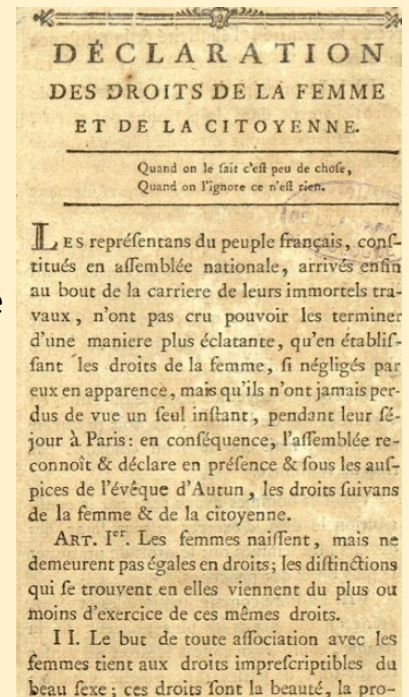 DÉCLARATION
DES DROITS DE LA FEMME
ET DE LA CITOYENNE.
Quand on le ſait c'eſt peu de choſe,
Quand on l'ignore ce n'eſt rien.
LES repréſentans du peuple français, conſ-
titués en aſſemblée nationale, arrivés enfin
au bout de la carriere de leurs immortels tra-
vaux, n'ont pas cru pouvoir les terminer
d'une maniere plus éclatante, qu'en établiſ-
ſant les droits de la femme, ſi négligés par
eux en apparence, mais qu'ils n'ont jamais per-
dus de vue un ſeul inſtant, pendant leur ſé-
jour à Paris: en conſéquence, l'aſſemblée re-
connoît & déclare en préſence & ſous les auſ-
pices de l'évêque d'Autun, les droits ſuivans
de la femme & de la citoyenne.
ART. Ier. Les femmes naiſſent, mais ne
demeurent pas égales en droits; les diſtinctions
qui ſe trouvent en elles viennent du plus ou
moins d'exercice de ces mêmes droits.
II. Le but de toute aſſociation avec les
femmes tient aux droits impreſcriptibles du
beau ſexe; ces droits ſont la beauté, la pro-